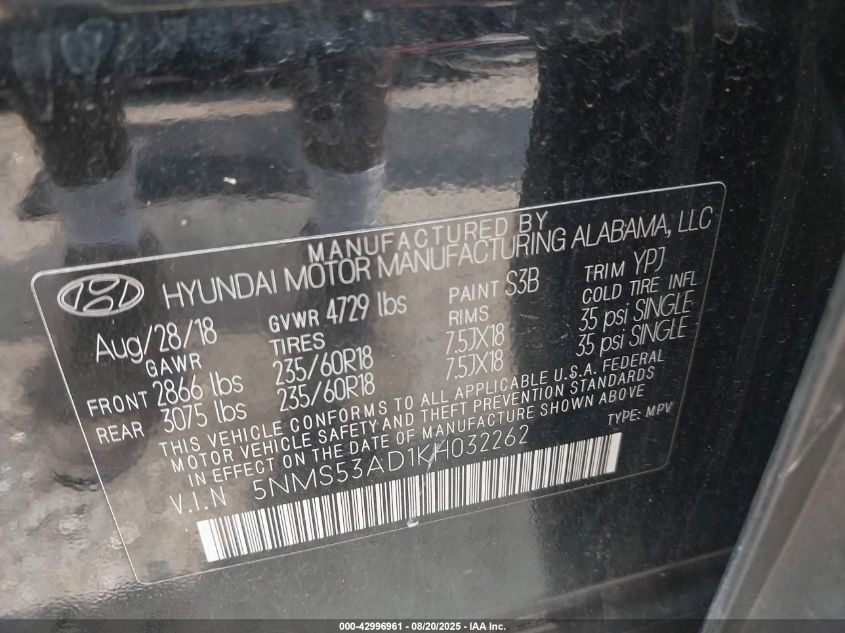 MANUFACTURED BY
HYUNDAI MOTOR MANUFACTURING ALABAMA, LLC
Aug/28/18 GVWR 4729 lbs PAINT S3B TRIM YPJ
GAWR TIRES RIMS COLD TIRE INFL
FRONT 2866 lbs 235/60R18 7.5JX18 35 psi SINGLE
REAR 3075 lbs 235/60R18 7.5JX18 35 psi SINGLE
THIS VEHICLE CONFORMS TO ALL APPLICABLE U.S.A. FEDERAL
MOTOR VEHICLE SAFETY AND THEFT PREVENTION STANDARDS
IN EFFECT ON THE DATE OF MANUFACTURE SHOWN ABOVE
V.I.N 5NMS53AD1KH032262 TYPE: MPV
000-42996961 - 08/20/2025 - IAA Inc.